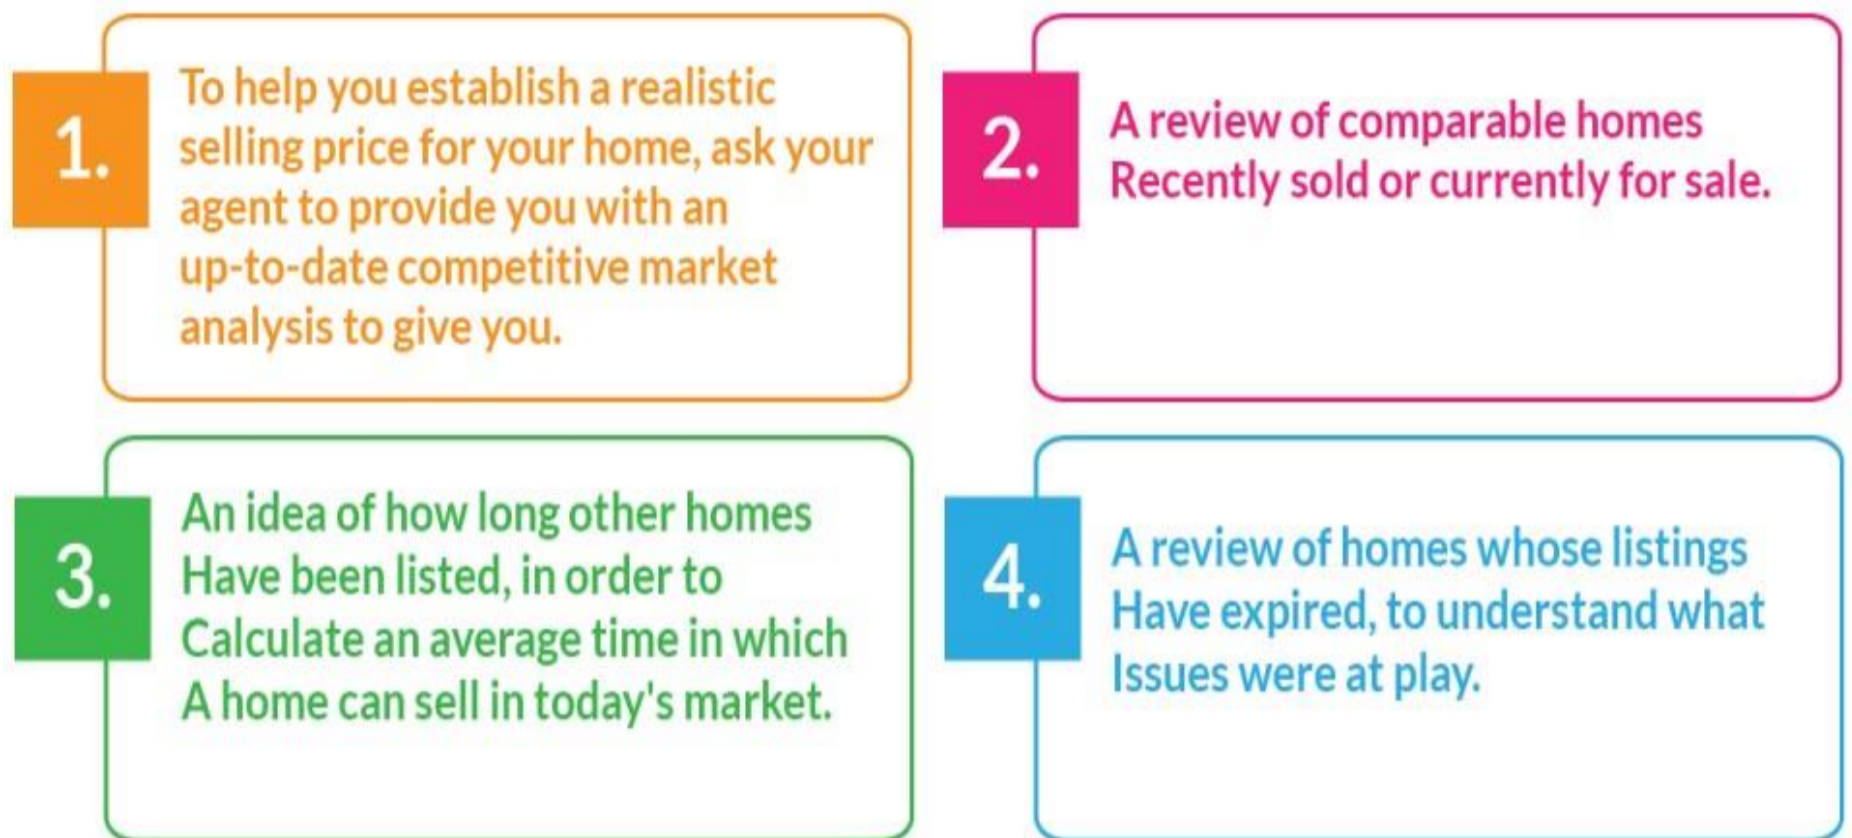 1.
To help you establish a realistic
selling price for your home, ask your
agent to provide you with an
up-to-date competitive market
analysis to give you.
2.
A review of comparable homes
Recently sold or currently for sale.
3.
An idea of how long other homes
Have been listed, in order to
Calculate an average time in which
A home can sell in today's market.
4.
A review of homes whose listings
Have expired, to understand what
Issues were at play.